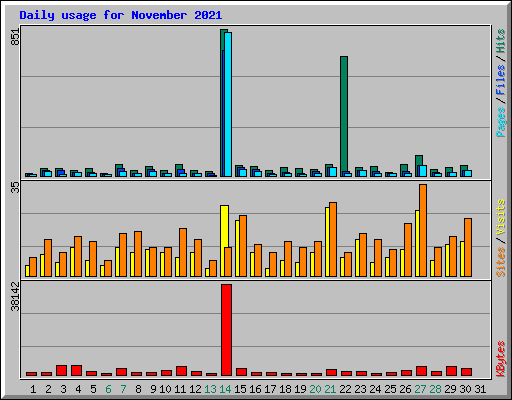 Daily usage for November 2021
851
Pages / Files / Hits
35
Sites / Visits
38142
KBytes
1 2 3 4 5 6 7 8 9 10 11 12 13 14 15 16 17 18 19 20 21 22 23 24 25 26 27 28 29 30 31